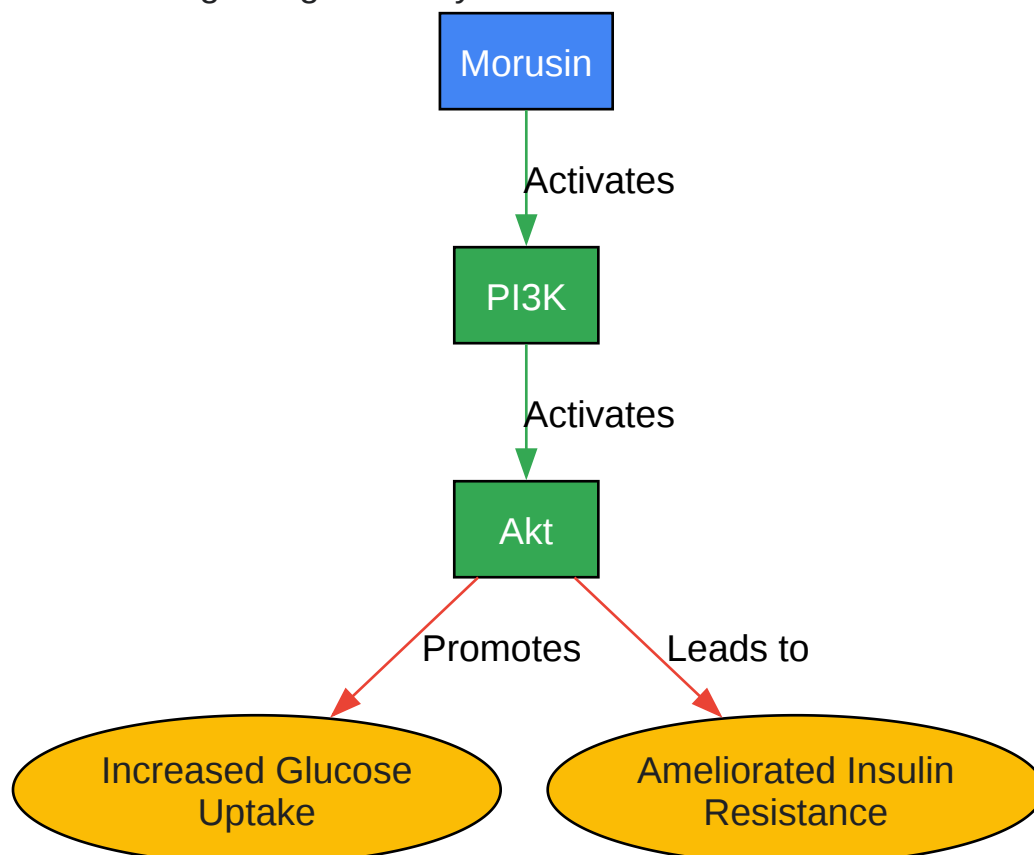 Morusin
Activates
PI3K
Activates
Akt
Promotes
Leads to
Increased Glucose
Uptake
Ameliorated Insulin
Resistance